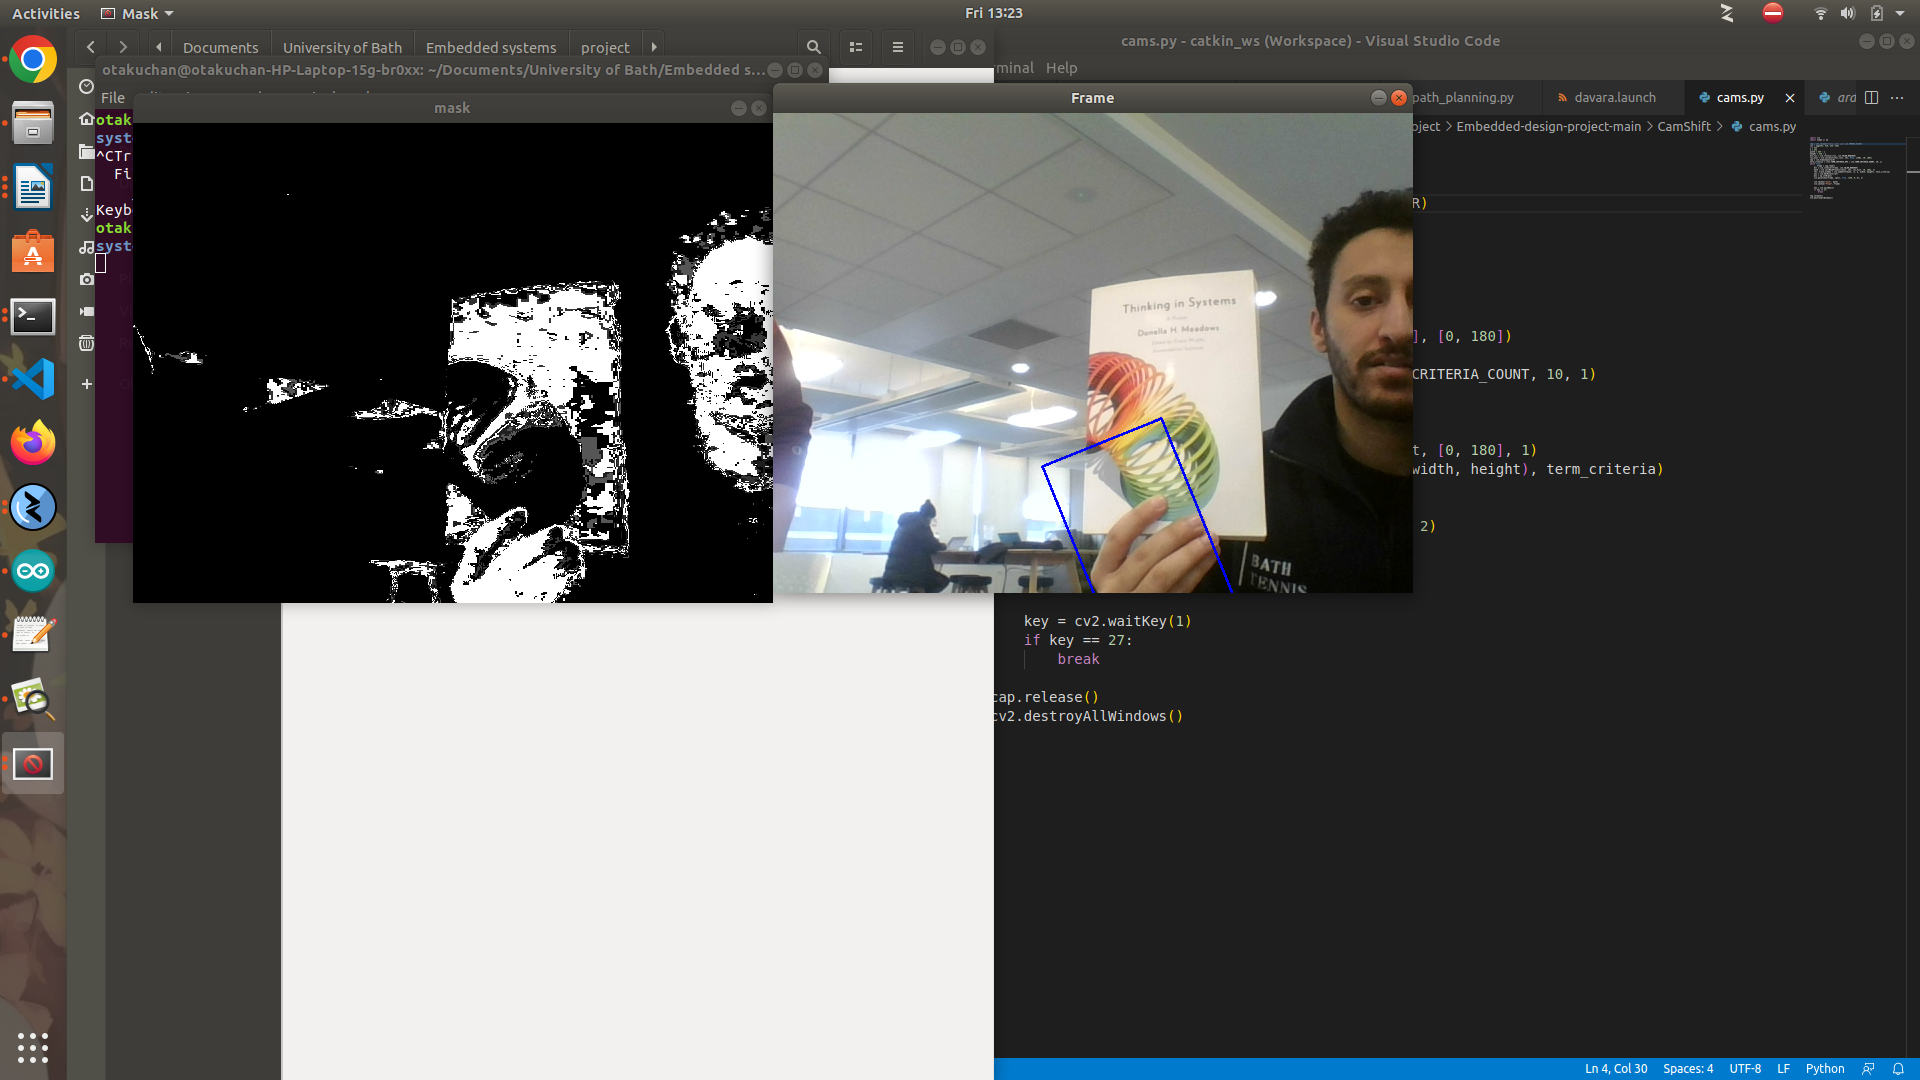 Activities
Mask
Fri 13:23
Documents
University of Bath
Embedded systems
project
cams.py - catkin_ws (Workspace) - Visual Studio Code
otakuchan@otakuchan-HP-Laptop-15g-br0xx: ~/Documents/University of Bath/Embedded s...
minal Help
File
mask
Frame
path_planning.py
davara.launch
cams.py
ard
oject > Embedded-design-project-main > CamShift > cams.py
otak
syst
^CTr
Fi
Keyb
otak
syst
Thinking in Systems
Donella H. Meadows
BATH
TENNIS
R)
], [0, 180])
CRITERIA_COUNT, 10, 1)
t, [0, 180], 1)
width, height), term_criteria)
2)
key = cv2.waitKey(1)
if key == 27:
break
cap.release()
cv2.destroyAllWindows()
Ln 4, Col 30
Spaces: 4
UTF-8
LF
Python